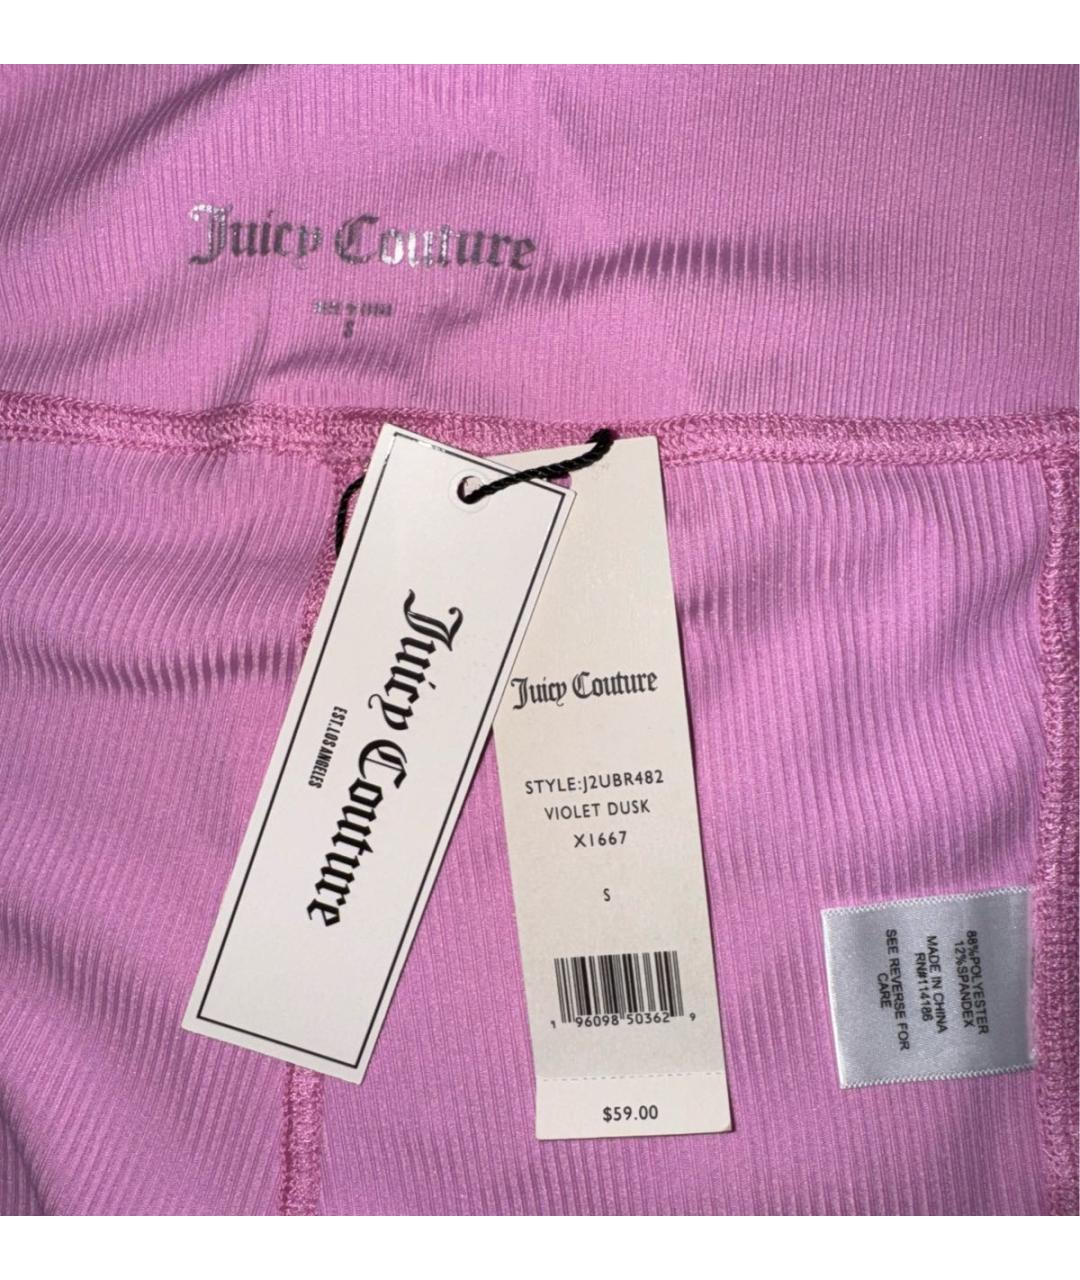 Juicy Couture
S
Juicy Couture
EST. LOS ANGELES
Juicy Couture
STYLE:J2UBR482
VIOLET DUSK
X1667
S
1 96098 50362 9
$59.00
88%POLYESTER
12%SPANDEX
MADE IN CHINA
RN#114186
SEE REVERSE FOR
CARE